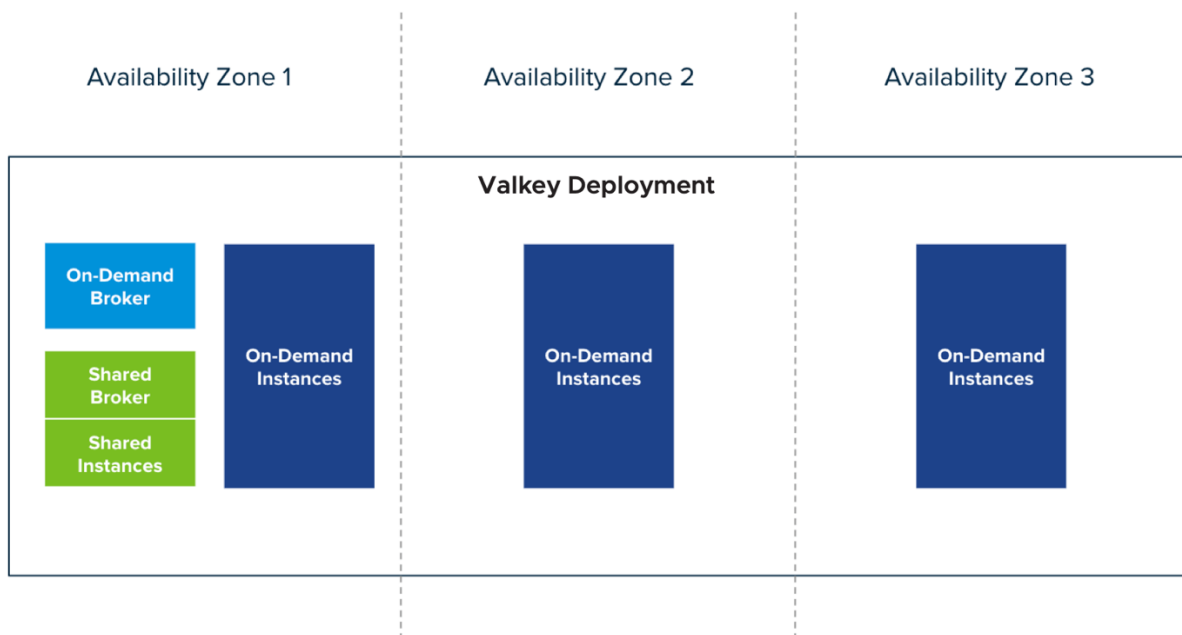 Availability Zone 1
Availability Zone 2
Availability Zone 3
Valkey Deployment
On-Demand
Broker
Shared
Broker
Shared
Instances
On-Demand
Instances
On-Demand
Instances
On-Demand
Instances